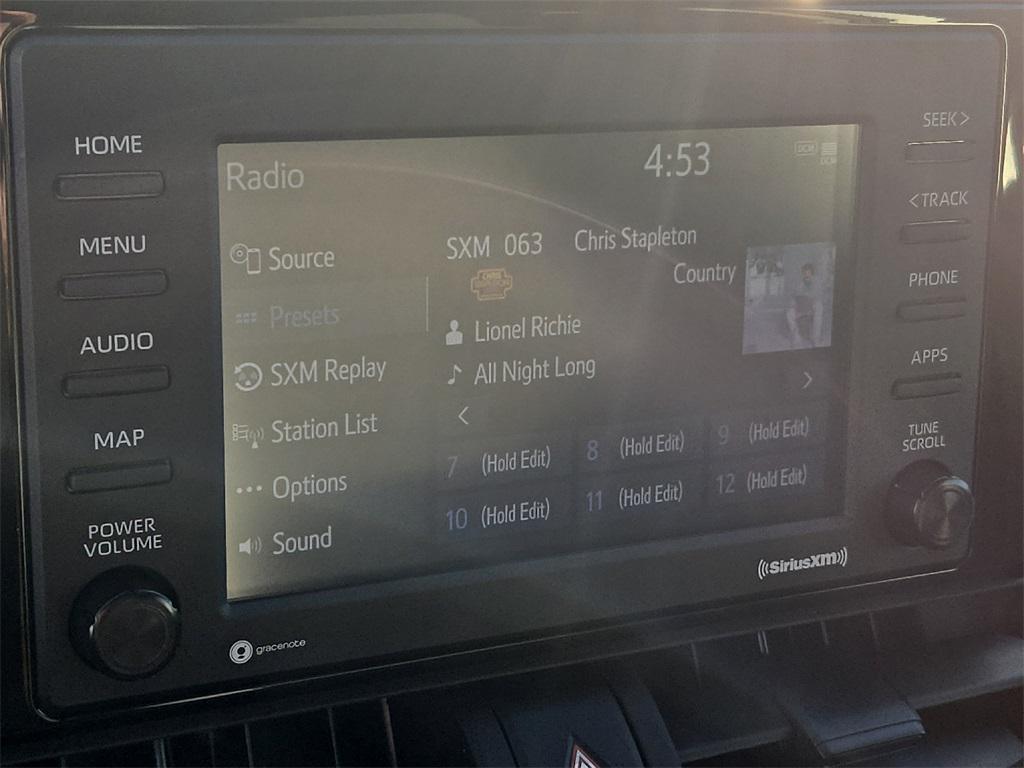 HOME
MENU
AUDIO
MAP
POWER
VOLUME
Radio
4:53
DCM
Source
Presets
SXM Replay
Station List
Options
Sound
SXM 063
Chris Stapleton
Country
Lionel Richie
All Night Long
<
>
7 (Hold Edit)
8 (Hold Edit)
9 (Hold Edit)
10 (Hold Edit)
11 (Hold Edit)
12 (Hold Edit)
SEEK >
< TRACK
PHONE
APPS
TUNE
SCROLL
((SiriusXM))
gracenote